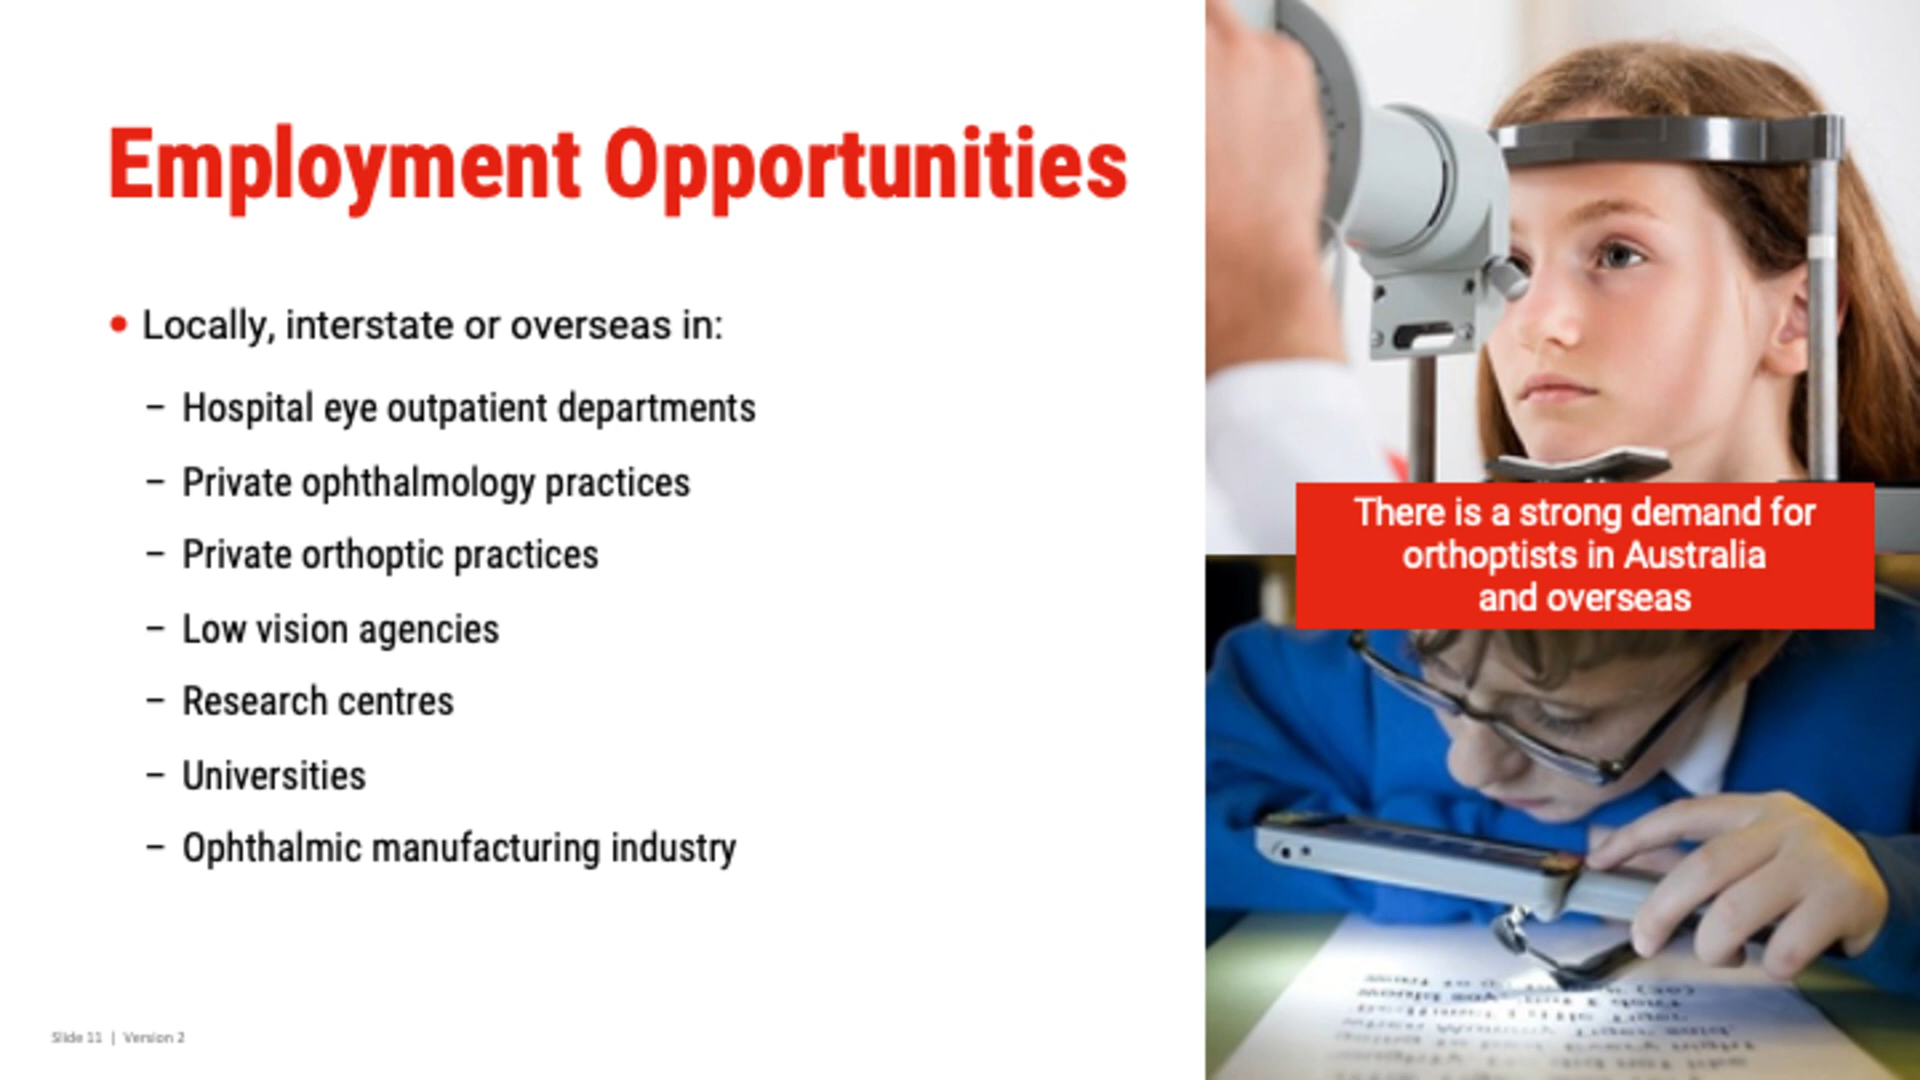 Employment Opportunities
• Locally, interstate or overseas in:
– Hospital eye outpatient departments
– Private ophthalmology practices
– Private orthoptic practices
– Low vision agencies
– Research centres
– Universities
– Ophthalmic manufacturing industry
There is a strong demand for
orthoptists in Australia
and overseas
Slide 11 | Version 2